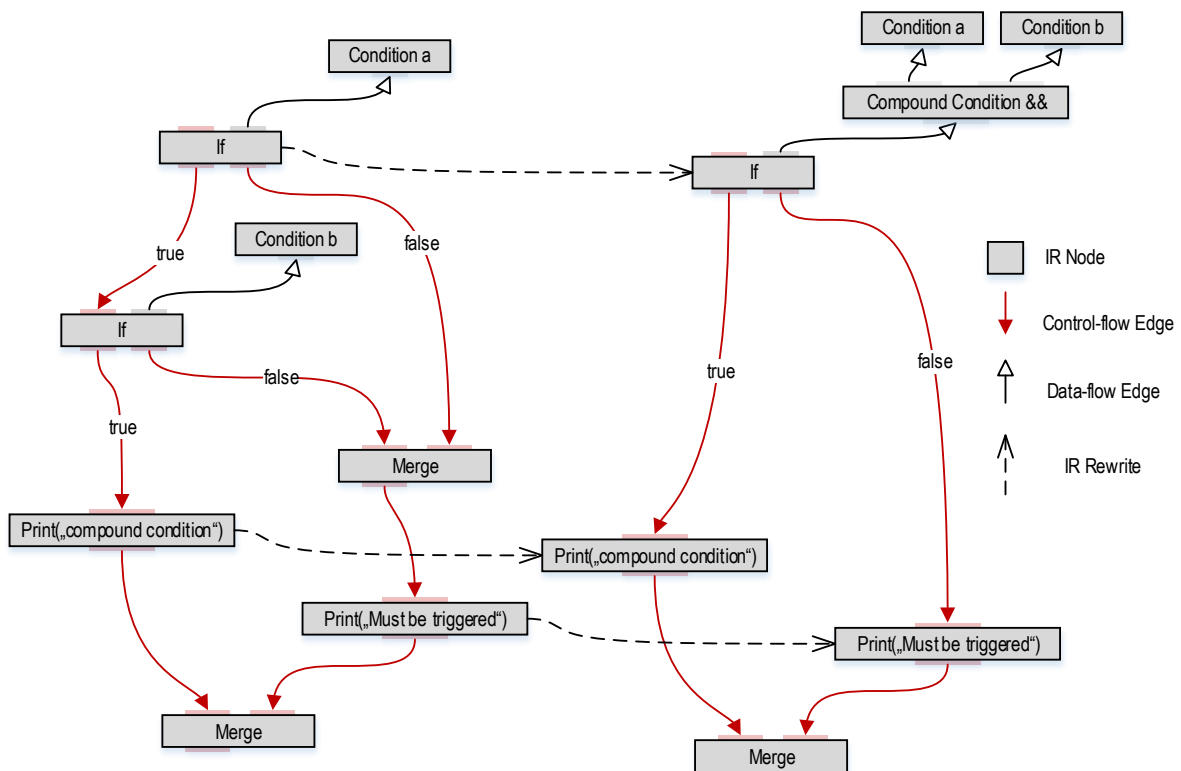 Condition a
If
true
false
Condition b
If
true
false
Merge
Print(„compound condition“)
Print(„Must be triggered“)
Merge
Condition a
Condition b
Compound Condition &&
If
true
false
Print(„compound condition“)
Print(„Must be triggered“)
Merge
IR Node
Control-flow Edge
Data-flow Edge
IR Rewrite